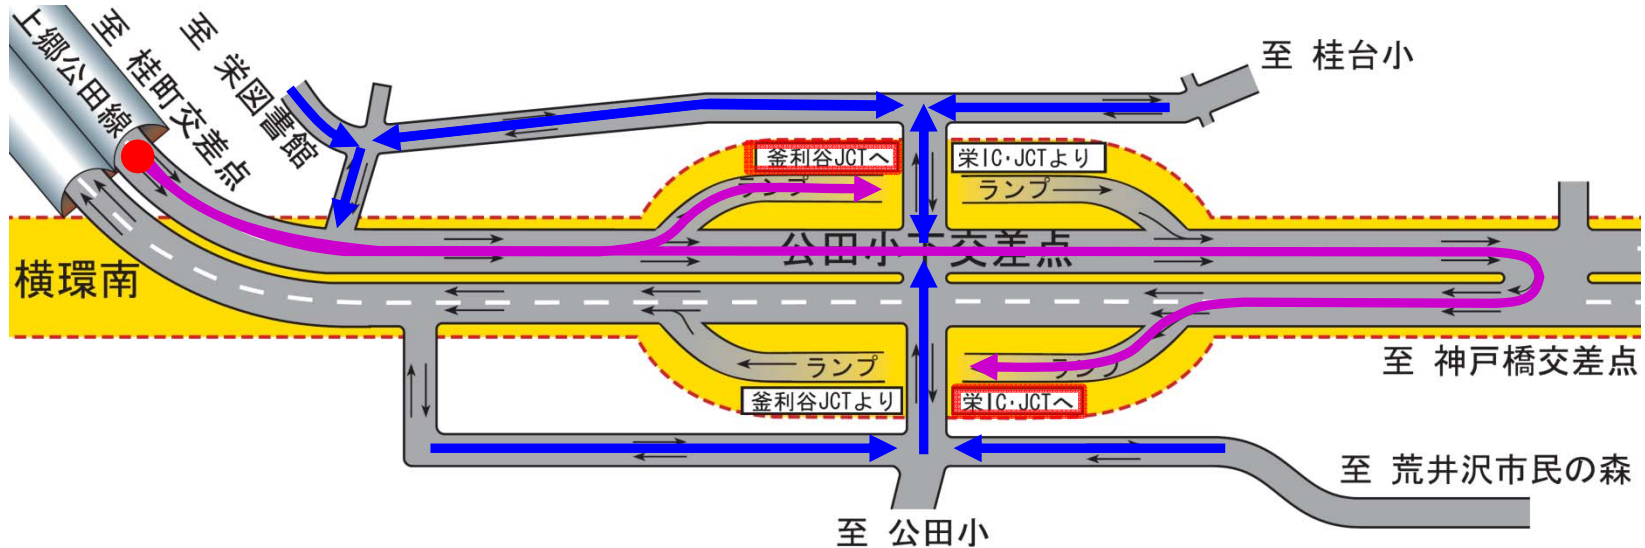 上郷公田線
至 桂町交差点
至 栄図書館
至 桂台小
釜利谷JCTへ
栄IC・JCTより
ランプ
ランプ
公田小下交差点
横環南
ランプ
ランプ
至 神戸橋交差点
釜利谷JCTより
栄IC・JCTへ
至 荒井沢市民の森
至 公田小